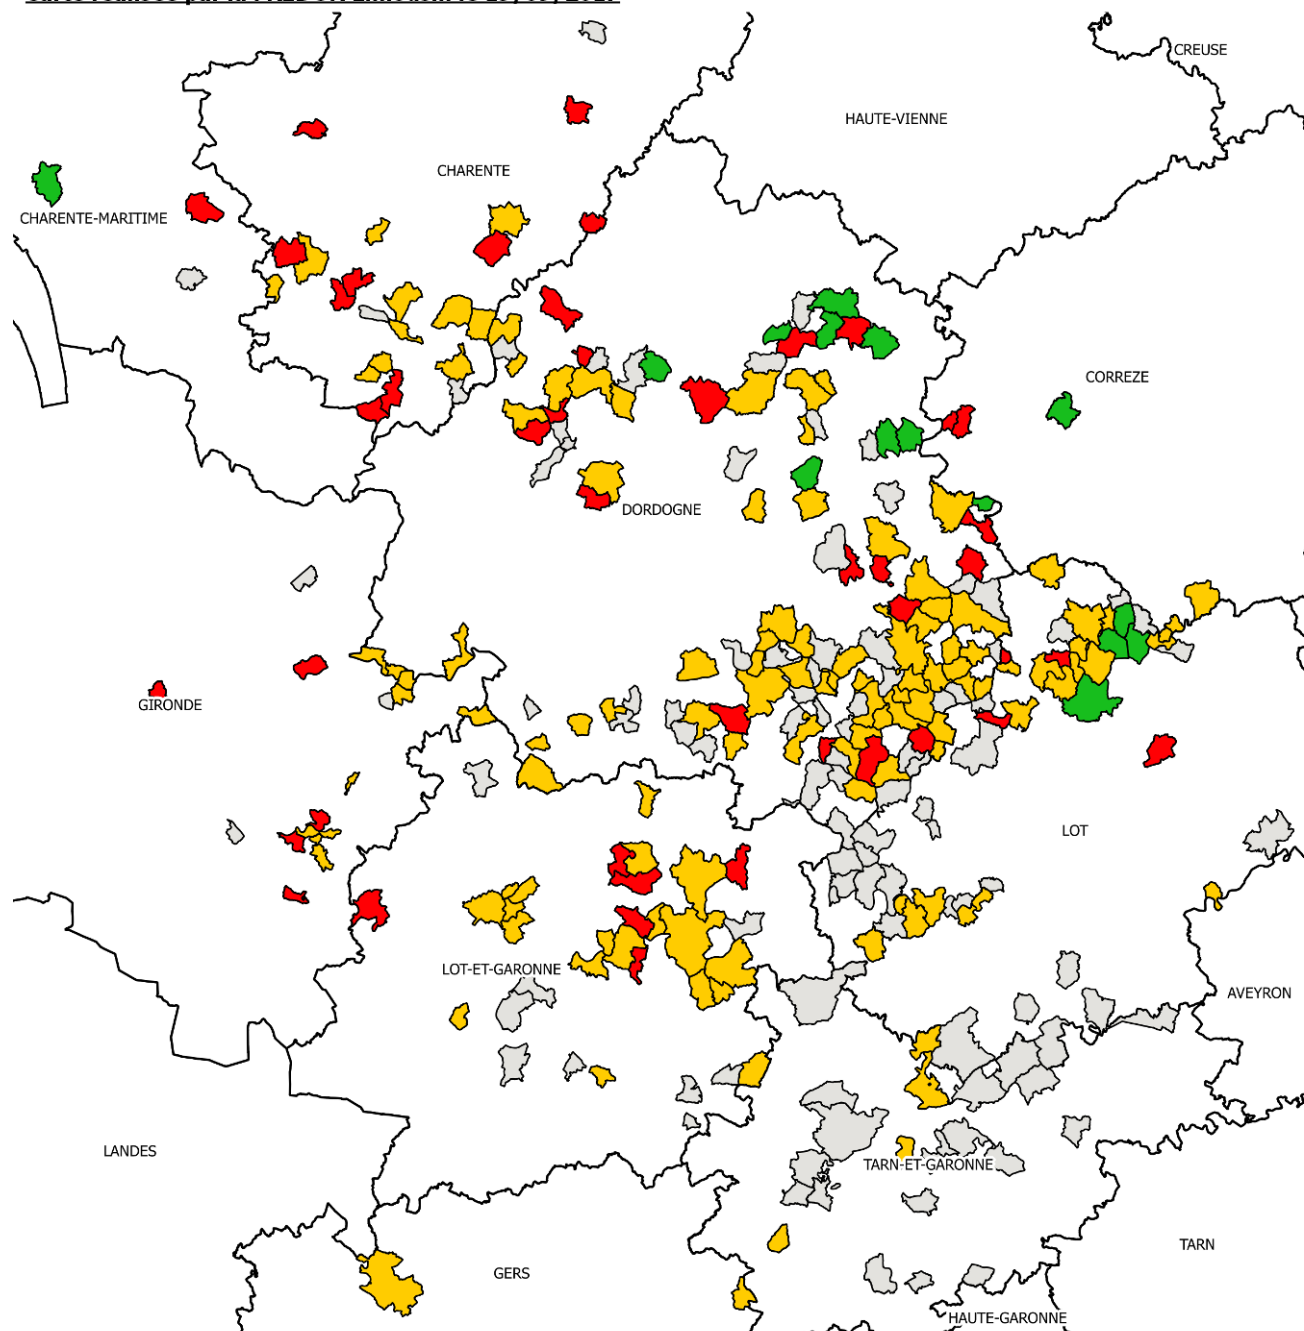 CREUSE
HAUTE-VIENNE
CHARENTE
CHARENTE-MARITIME
CORREZE
DORDOGNE
GIRONDE
LOT
LOT-ET-GARONNE
AVEYRON
LANDES
TARN-ET-GARONNE
TARN
GERS
HAUTE-GARONNE